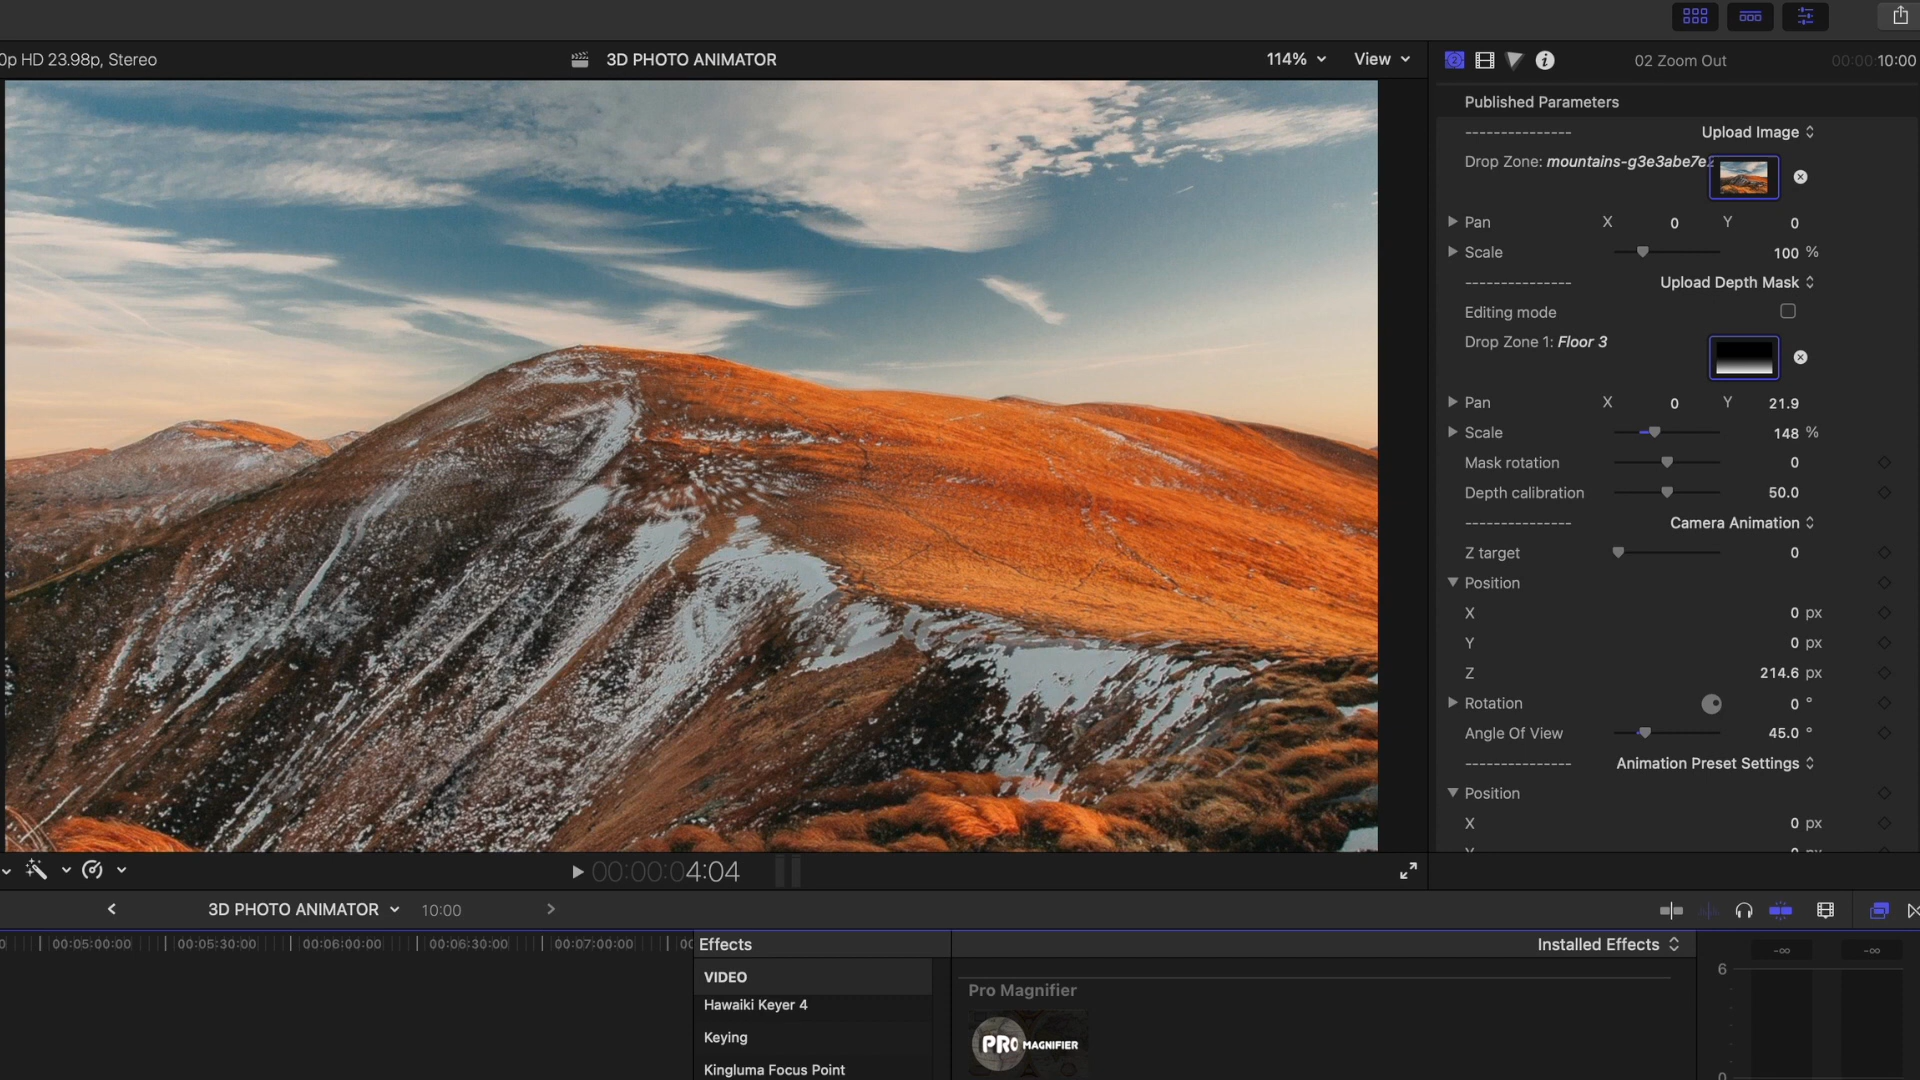 0p HD 23.98p, Stereo
3D PHOTO ANIMATOR
114%
View
02 Zoom Out
00:00:10:00
Published Parameters
--------------- Upload Image
Drop Zone: mountains-g3e3abe7e2
Pan X 0 Y 0
Scale 100 %
--------------- Upload Depth Mask
Editing mode
Drop Zone 1: Floor 3
Pan X 0 Y 21.9
Scale 148 %
Mask rotation 0
Depth calibration 50.0
--------------- Camera Animation
Z target 0
Position
X 0 px
Y 0 px
Z 214.6 px
Rotation 0 °
Angle Of View 45.0 °
--------------- Animation Preset Settings
Position
X 0 px
Y 0 px
00:00:04:04
3D PHOTO ANIMATOR
10:00
00:05:00:00
00:05:30:00
00:06:00:00
00:06:30:00
00:07:00:00
Effects
Installed Effects
VIDEO
Hawaiki Keyer 4
Keying
Kingluma Focus Point
Pro Magnifier
PRO MAGNIFIER
-∞ -∞
6
0